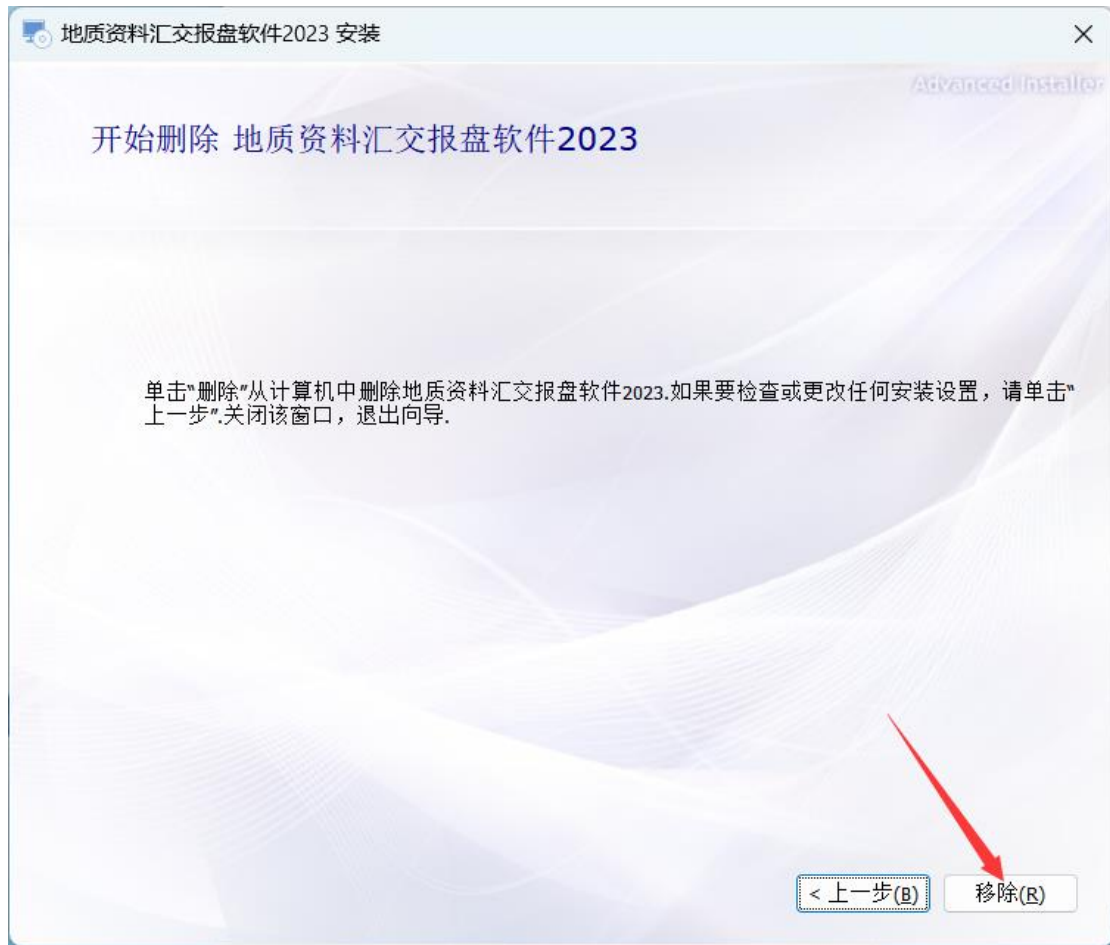 地质资料汇交报盘软件2023 安装
Advanced Installer
开始删除 地质资料汇交报盘软件2023
单击"删除"从计算机中删除地质资料汇交报盘软件2023.如果要检查或更改任何安装设置，请单击"
上一步".关闭该窗口，退出向导.
< 上一步(B)
移除(R)